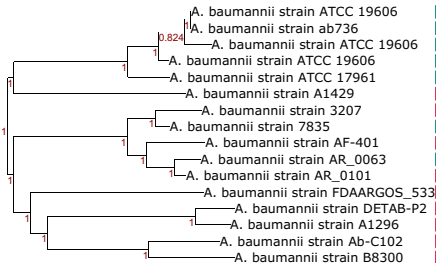 A. baumannii strain ATCC 19606
A. baumannii strain ab736
0.824
1
A. baumannii strain ATCC 19606
1
A. baumannii strain ATCC 19606
1
A. baumannii strain ATCC 17961
1
A. baumannii strain A1429
1
A. baumannii strain 3207
1
A. baumannii strain 7835
1
A. baumannii strain AF-401
1
A. baumannii strain AR_0063
1
A. baumannii strain AR_0101
1
A. baumannii strain FDAARGOS_533
1
A. baumannii strain DETAB-P2
1
1
A. baumannii strain A1296
A. baumannii strain Ab-C102
1
1
A. baumannii strain B8300